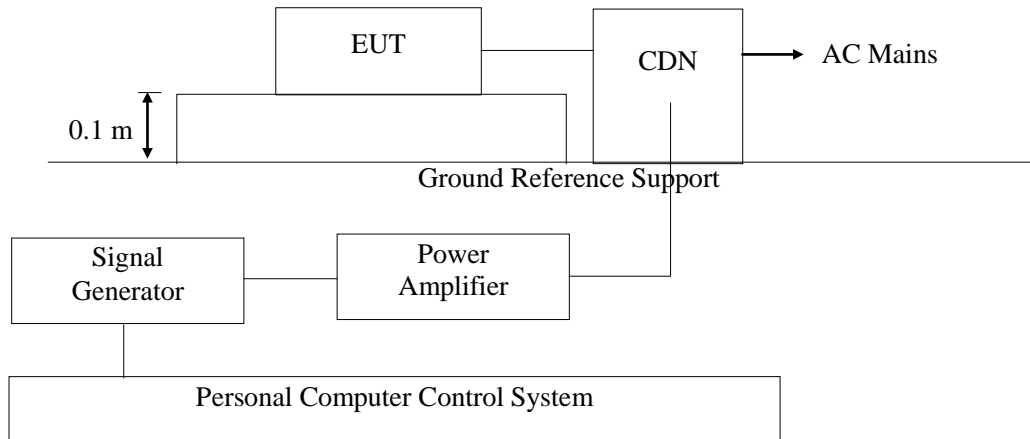 EUT
CDN
AC Mains
0.1 m
Ground Reference Support
Signal
Generator
Power
Amplifier
Personal Computer Control System